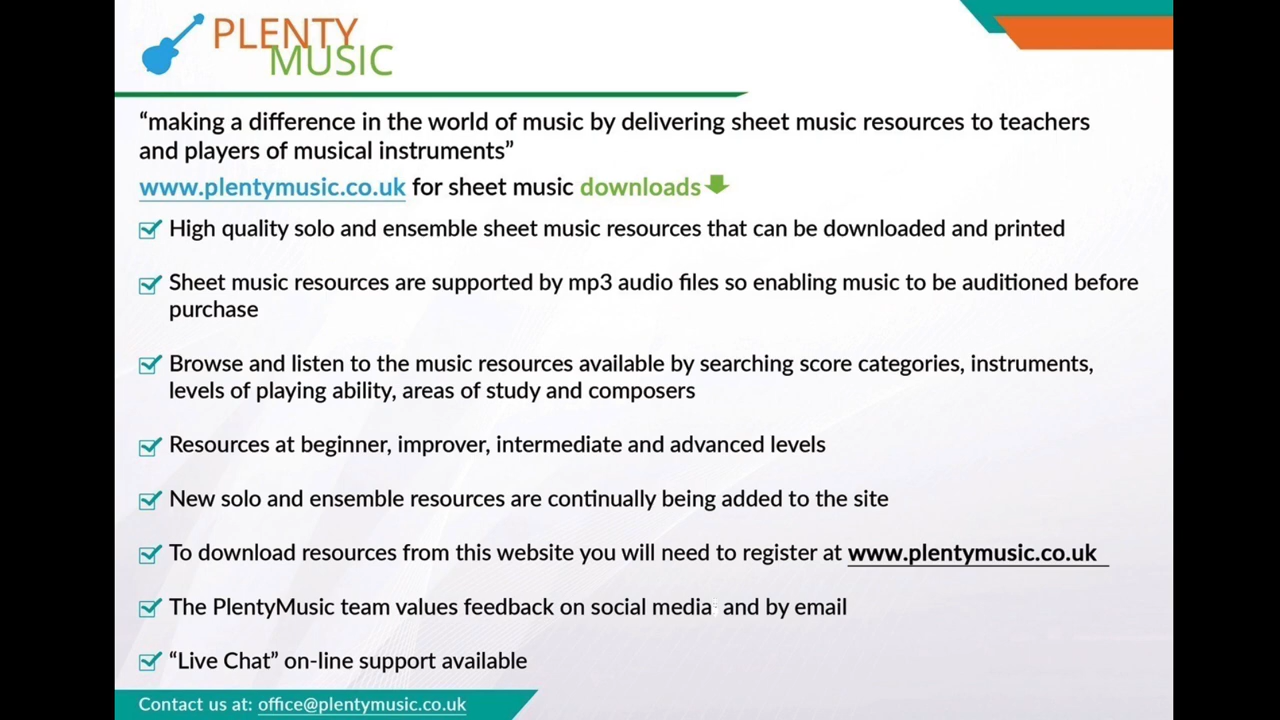 PLENTY
MUSIC
“making a difference in the world of music by delivering sheet music resources to teachers
and players of musical instruments”
www.plentymusic.co.uk for sheet music downloads
High quality solo and ensemble sheet music resources that can be downloaded and printed
Sheet music resources are supported by mp3 audio files so enabling music to be auditioned before
purchase
Browse and listen to the music resources available by searching score categories, instruments,
levels of playing ability, areas of study and composers
Resources at beginner, improver, intermediate and advanced levels
New solo and ensemble resources are continually being added to the site
To download resources from this website you will need to register at www.plentymusic.co.uk
The PlentyMusic team values feedback on social media and by email
“Live Chat” on-line support available
Contact us at: office@plentymusic.co.uk